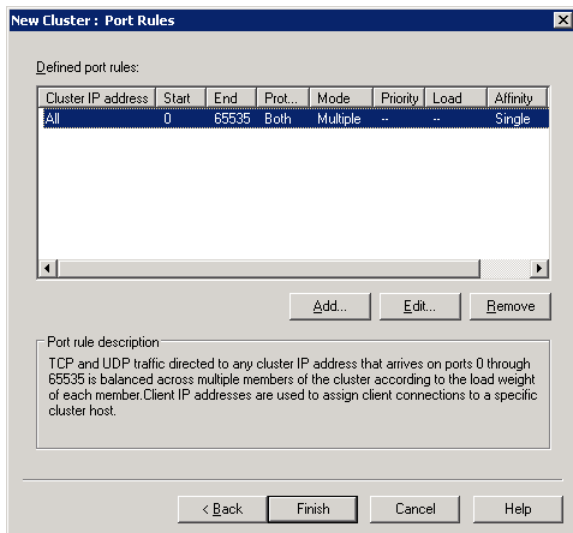 New Cluster : Port Rules
Defined port rules:
Cluster IP address Start End Prot... Mode Priority Load Affinity
All 0 65535 Both Multiple -- -- Single
Add... Edit... Remove
Port rule description
TCP and UDP traffic directed to any cluster IP address that arrives on ports 0 through
65535 is balanced across multiple members of the cluster according to the load weight
of each member.Client IP addresses are used to assign client connections to a specific
cluster host.
< Back Finish Cancel Help